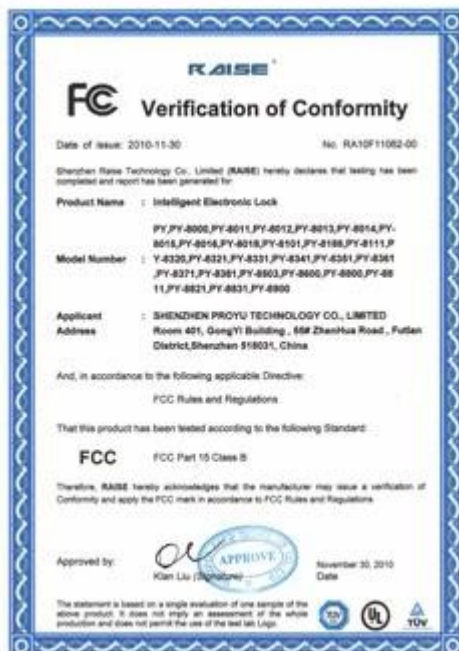 RAISE
FC Verification of Conformity
Date of issue: 2010-11-30 No. RA10F11062-00
Shenzhen Raise Technology Co., Limited (RAISE) hereby declares that testing has been
completed and report has been generated for
Product Name : Intelligent Electronic Lock
PY,PY-8000,PY-8011,PY-8012,PY-8013,PY-8014,PY-
8015,PY-8016,PY-8018,PY-8101,PY-8188,PY-8111,P
Model Number : Y-8320,PY-8321,PY-8331,PY-8341,PY-8351,PY-8361
,PY-8371,PY-8381,PY-8503,PY-8600,PY-8800,PY-88
11,PY-8821,PY-8831,PY-8900
Applicant : SHENZHEN PROYU TECHNOLOGY CO., LIMITED
Address Room 401, GongYi Building , 88# ZhenHua Road , Futian
District,Shenzhen 518031, China
And, in accordance to the following applicable Directive:
FCC Rules and Regulations
That this product has been tested according to the following Standard:
FCC FCC Part 15 Class B
Therefore, RAISE hereby acknowledges that the manufacturer may issue a verification of
Conformity and apply the FCC mark in accordance to FCC Rules and Regulations
APPROVE
Approved by: November 30, 2010
Kian Liu (Signature) Date
The statement is based on a single evaluation of one sample of the
above product. It does not imply an assessment of the whole
production and does not permit the use of the test lab Logo.
TUV UL TÜV